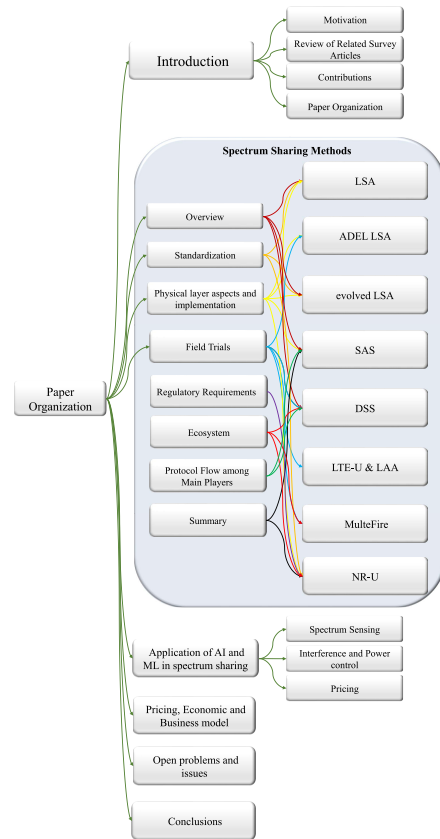 Paper
Organization
Introduction
Motivation
Review of Related Survey
Articles
Contributions
Paper Organization
Spectrum Sharing Methods
Overview
Standardization
Physical layer aspects and
implementation
Field Trials
Regulatory Requirements
Ecosystem
Protocol Flow among
Main Players
Summary
LSA
ADEL LSA
evolved LSA
SAS
DSS
LTE-U & LAA
MulteFire
NR-U
Application of AI and
ML in spectrum sharing
Spectrum Sensing
Interference and Power
control
Pricing
Pricing, Economic and
Business model
Open problems and
issues
Conclusions